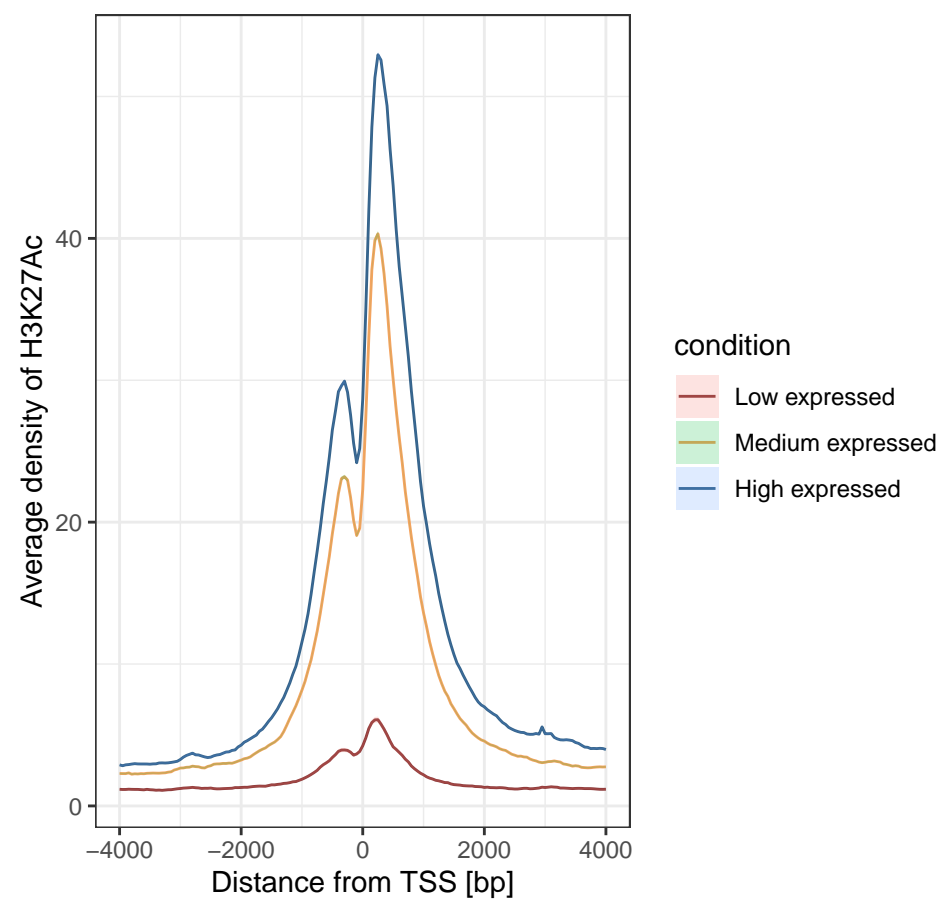 Average density of H3K27Ac
40
20
0
−4000 −2000 0 2000 4000
Distance from TSS [bp]
condition
Low expressed
Medium expressed
High expressed